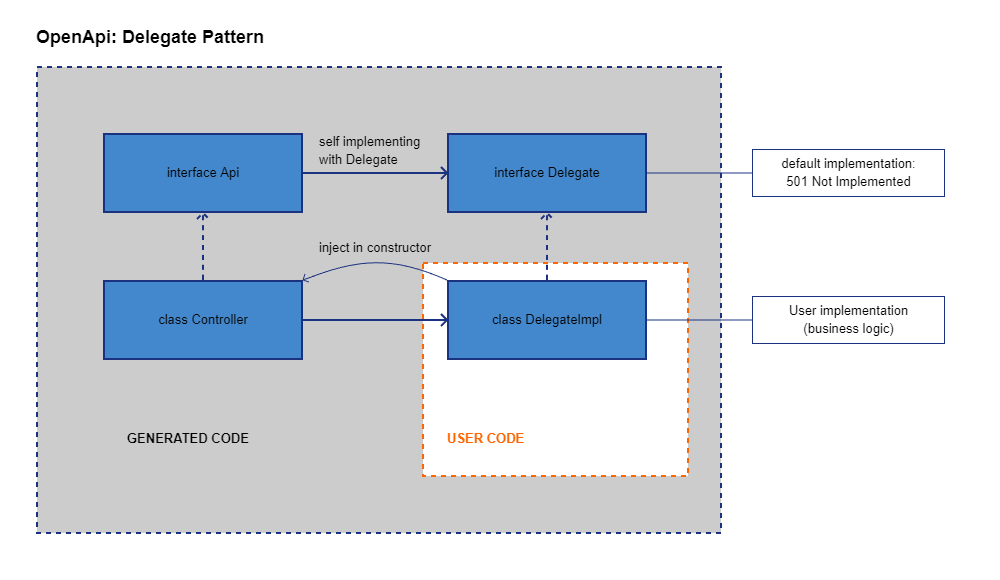 OpenApi: Delegate Pattern
self implementing
with Delegate
interface Api
interface Delegate
default implementation:
501 Not Implemented
inject in constructor
class Controller
class DelegateImpl
User implementation
(business logic)
GENERATED CODE
USER CODE